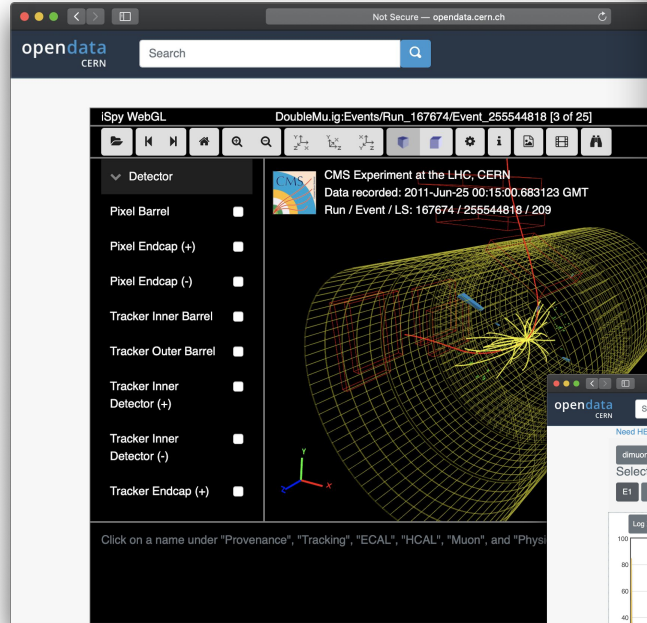 Not Secure — opendata.cern.ch
opendata
CERN
Search
iSpy WebGL
DoubleMu.ig:Events/Run_167674/Event_255544818 [3 of 25]
Detector
Pixel Barrel
Pixel Endcap (+)
Pixel Endcap (-)
Tracker Inner Barrel
Tracker Outer Barrel
Tracker Inner
Detector (+)
Tracker Inner
Detector (-)
Tracker Endcap (+)
CMS
CMS Experiment at the LHC, CERN
Data recorded: 2011-Jun-25 00:15:00.683123 GMT
Run / Event / LS: 167674 / 255544818 / 209
Y
X
Z
Click on a name under "Provenance", "Tracking", "ECAL", "HCAL", "Muon", and "Physi
opendata
CERN
S
Need HE
dimuon
Select
E1
Log
100
80
60
40